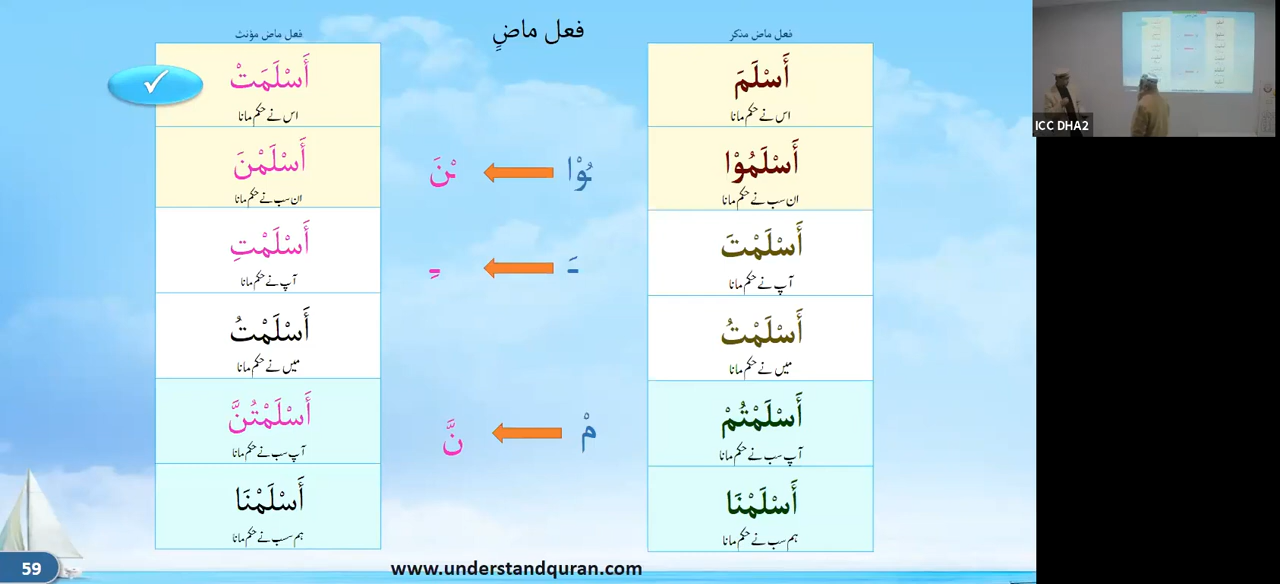 فعل ماضٍ
فعل ماض مذکر
أَسْلَمَ
اس نے حکم مانا
أَسْلَمُوْا
ان سب نے حکم مانا
أَسْلَمْتَ
آپ نے حکم مانا
أَسْلَمْتُ
میں نے حکم مانا
أَسْلَمْتُمْ
آپ سب نے حکم مانا
أَسْلَمْنَا
ہم سب نے حکم مانا
ـُوْا ـْنَ
ـَ ـِ
مْ نَّ
فعل ماض مؤنث
أَسْلَمَتْ
اس نے حکم مانا
أَسْلَمْنَ
ان سب نے حکم مانا
أَسْلَمْتِ
آپ نے حکم مانا
أَسْلَمْتُ
میں نے حکم مانا
أَسْلَمْتُنَّ
آپ سب نے حکم مانا
أَسْلَمْنَا
ہم سب نے حکم مانا
ICC DHA2
59
www.understandquran.com